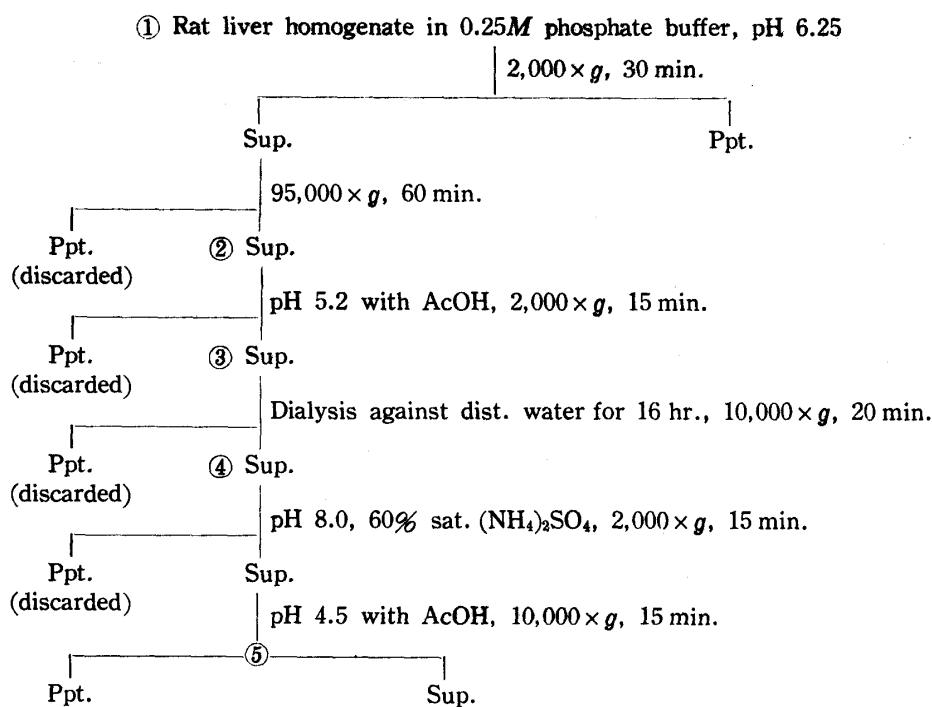 ① Rat liver homogenate in 0.25M phosphate buffer, pH 6.25
2,000 × g, 30 min.
Sup.
Ppt.
95,000 × g, 60 min.
Ppt.
(discarded)
② Sup.
pH 5.2 with AcOH, 2,000 × g, 15 min.
Ppt.
(discarded)
③ Sup.
Dialysis against dist. water for 16 hr., 10,000 × g, 20 min.
Ppt.
(discarded)
④ Sup.
pH 8.0, 60% sat. (NH₄)₂SO₄, 2,000 × g, 15 min.
Ppt.
(discarded)
Sup.
pH 4.5 with AcOH, 10,000 × g, 15 min.
⑤
Ppt.
Sup.